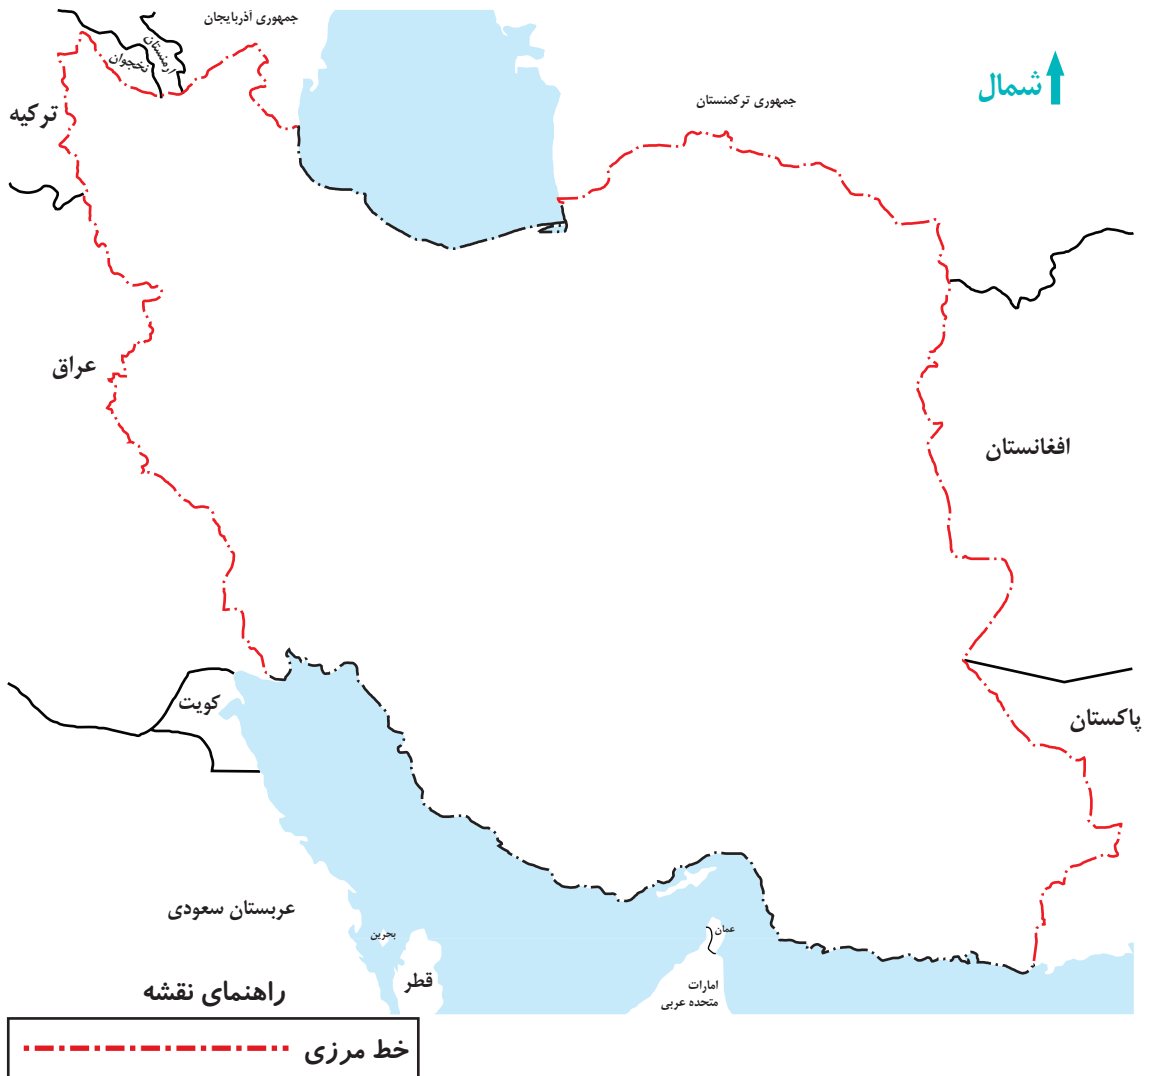 جمهوری آذربایجان
ارمنستان
نخجوان
شمال
جمهوری ترکمنستان
ترکیه
عراق
افغانستان
کویت
پاکستان
عربستان سعودی
بحرین
عمان
قطر
امارات
متحده عربی
راهنمای نقشه
خط مرزی